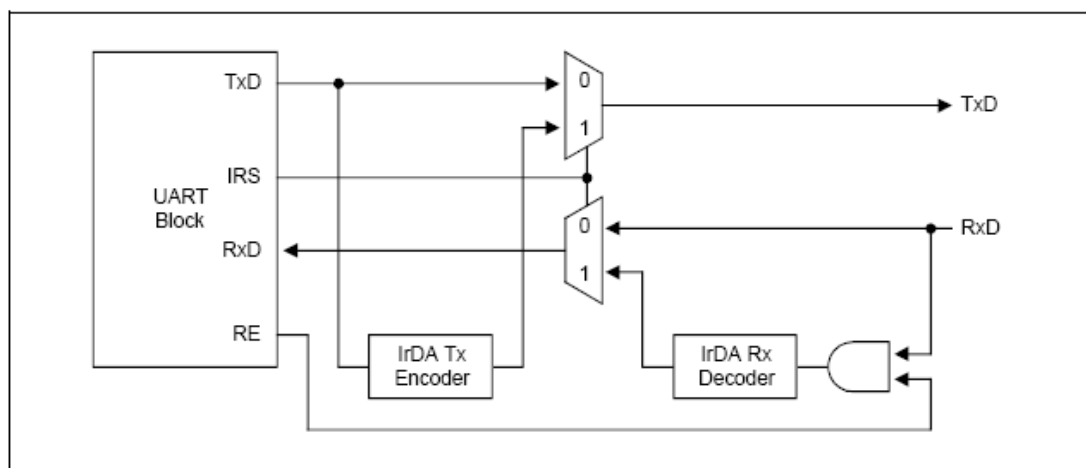 TxD
0
TxD
1
IRS
UART
Block
0
RxD
RxD
1
RE
IrDA Tx
Encoder
IrDA Rx
Decoder